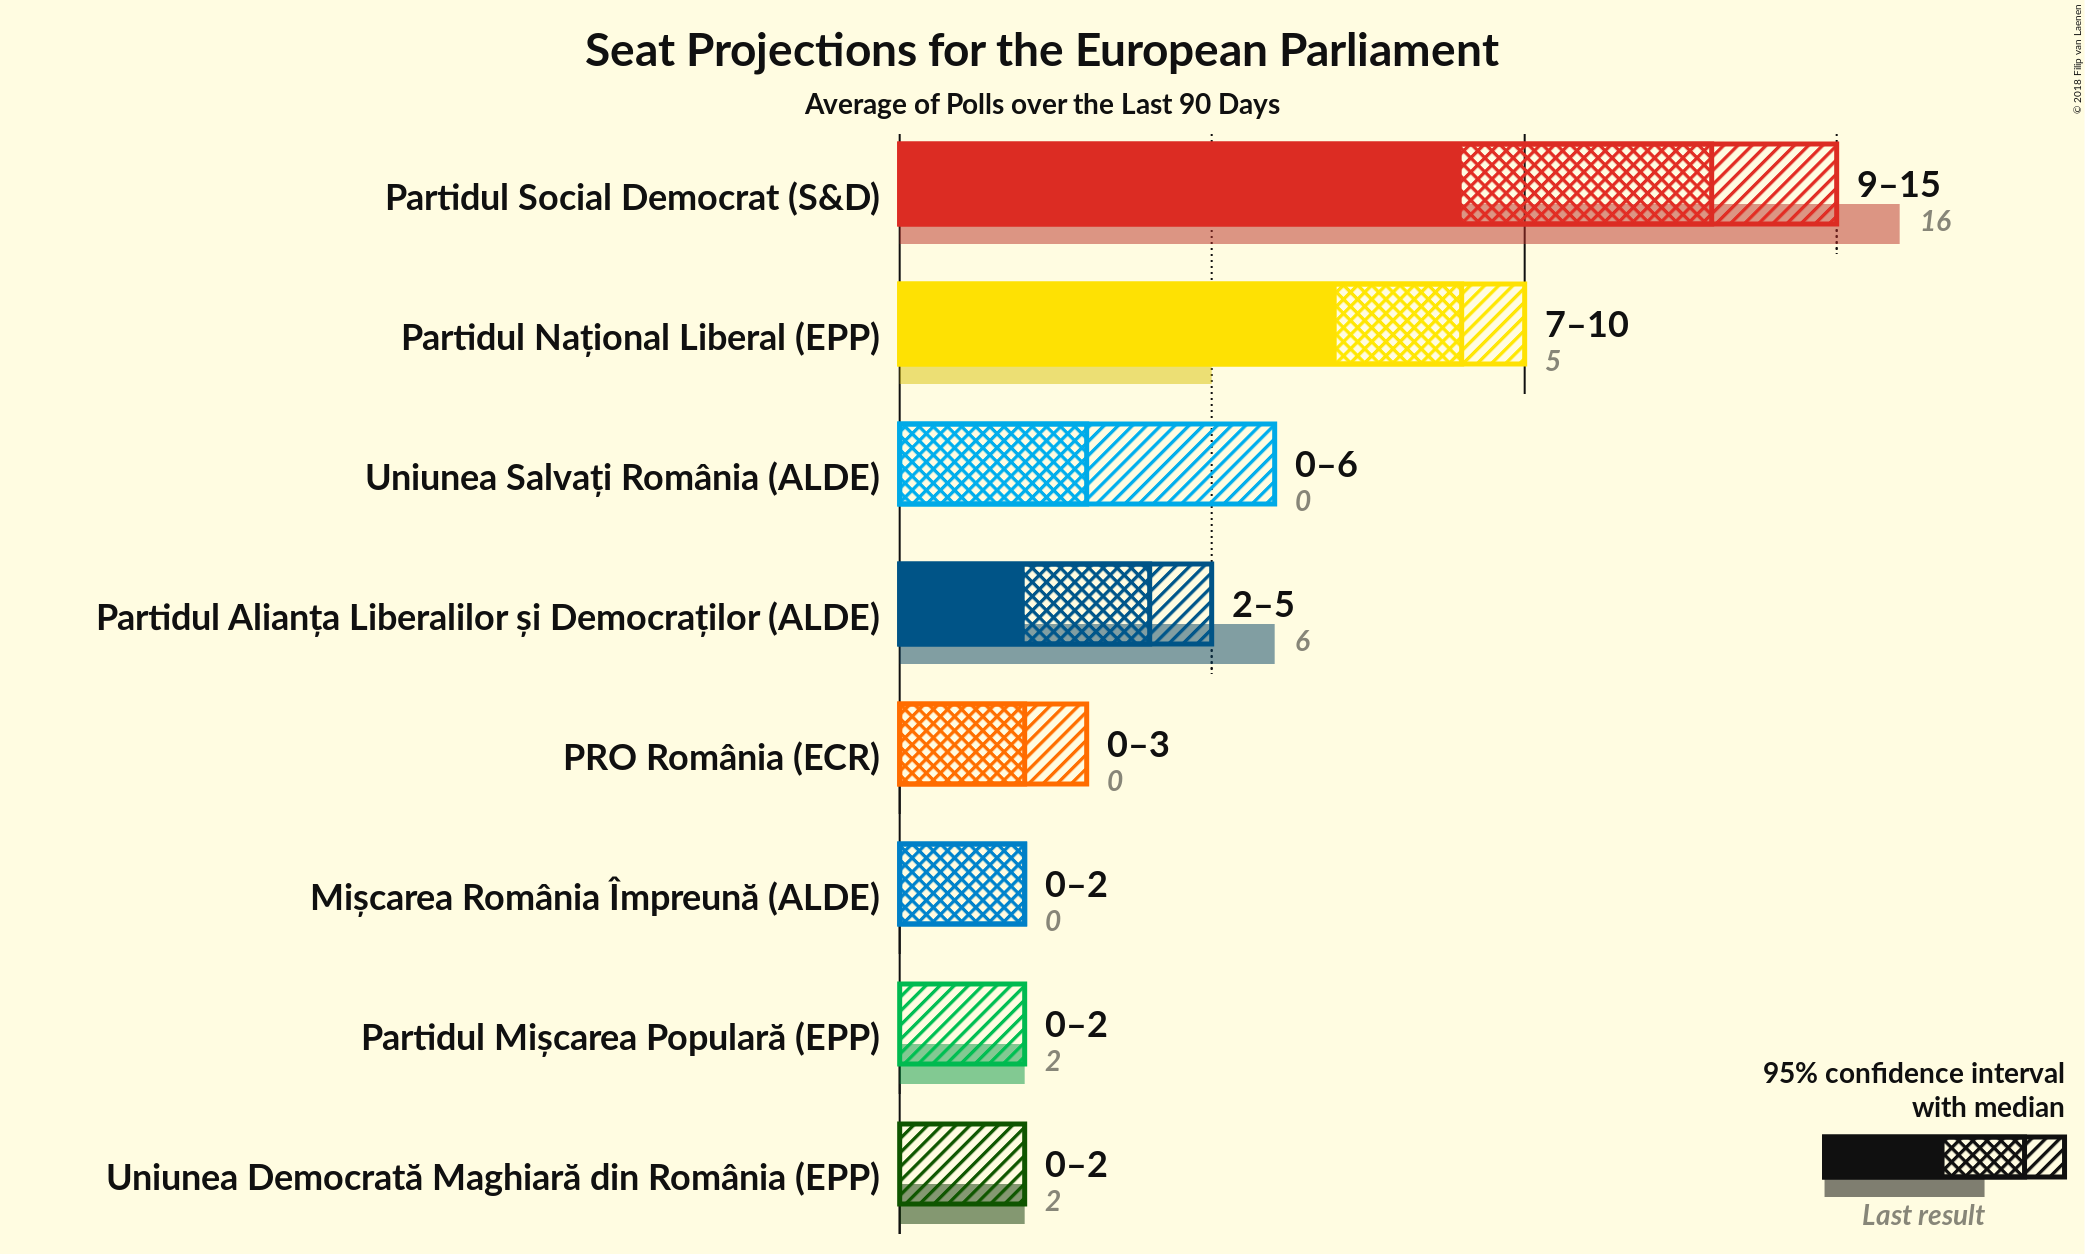 Seat Projections for the European Parliament
Average of Polls over the Last 90 Days
© 2018 Filip van Laenen
Partidul Social Democrat (S&D)
9–15
16
Partidul Național Liberal (EPP)
7–10
5
Uniunea Salvați România (ALDE)
0–6
0
Partidul Alianța Liberalilor și Democraților (ALDE)
2–5
6
PRO România (ECR)
0–3
0
Mișcarea România Împreună (ALDE)
0–2
0
Partidul Mișcarea Populară (EPP)
0–2
2
Uniunea Democrată Maghiară din România (EPP)
0–2
2
95% confidence interval
with median
Last result